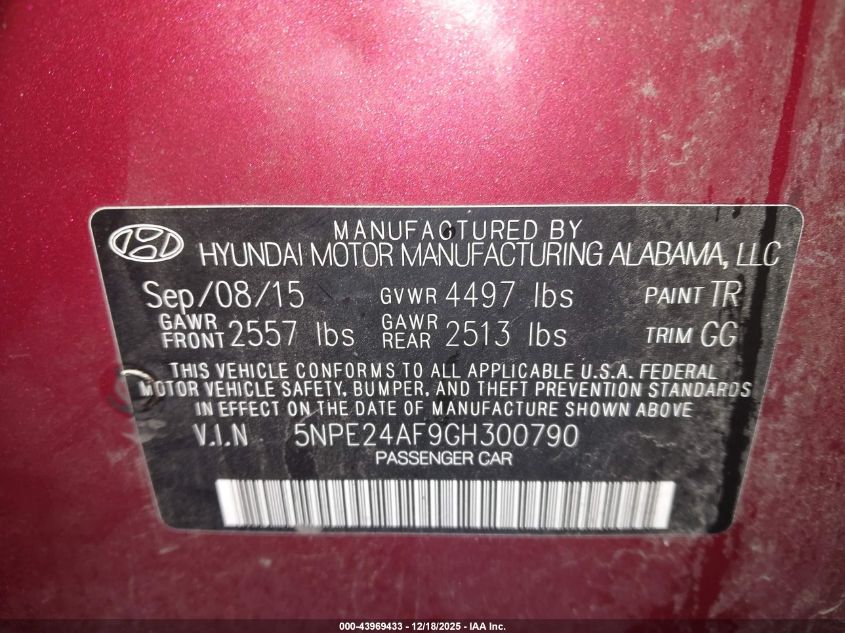 MANUFACTURED BY
HYUNDAI MOTOR MANUFACTURING ALABAMA, LLC
Sep/08/15 GVWR 4497 lbs PAINT TR
GAWR FRONT 2557 lbs GAWR REAR 2513 lbs TRIM GG
THIS VEHICLE CONFORMS TO ALL APPLICABLE U.S.A. FEDERAL
MOTOR VEHICLE SAFETY, BUMPER, AND THEFT PREVENTION STANDARDS
IN EFFECT ON THE DATE OF MANUFACTURE SHOWN ABOVE.
V.I.N 5NPE24AF9GH300790
PASSENGER CAR
000-43969433 - 12/18/2025 - IAA Inc.